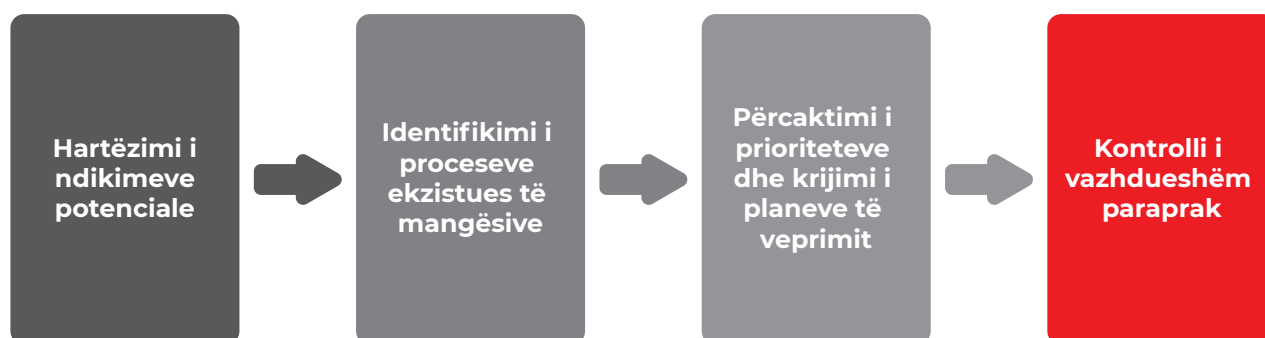 Hartëzimi i
ndikimeve
potenciale
Identifikimi i
proceseve
ekzistues të
mangësive
Përcaktimi i
prioriteteve
dhe krijimi i
planeve të
veprimit
Kontrolli i
vazhdueshëm
paraprak